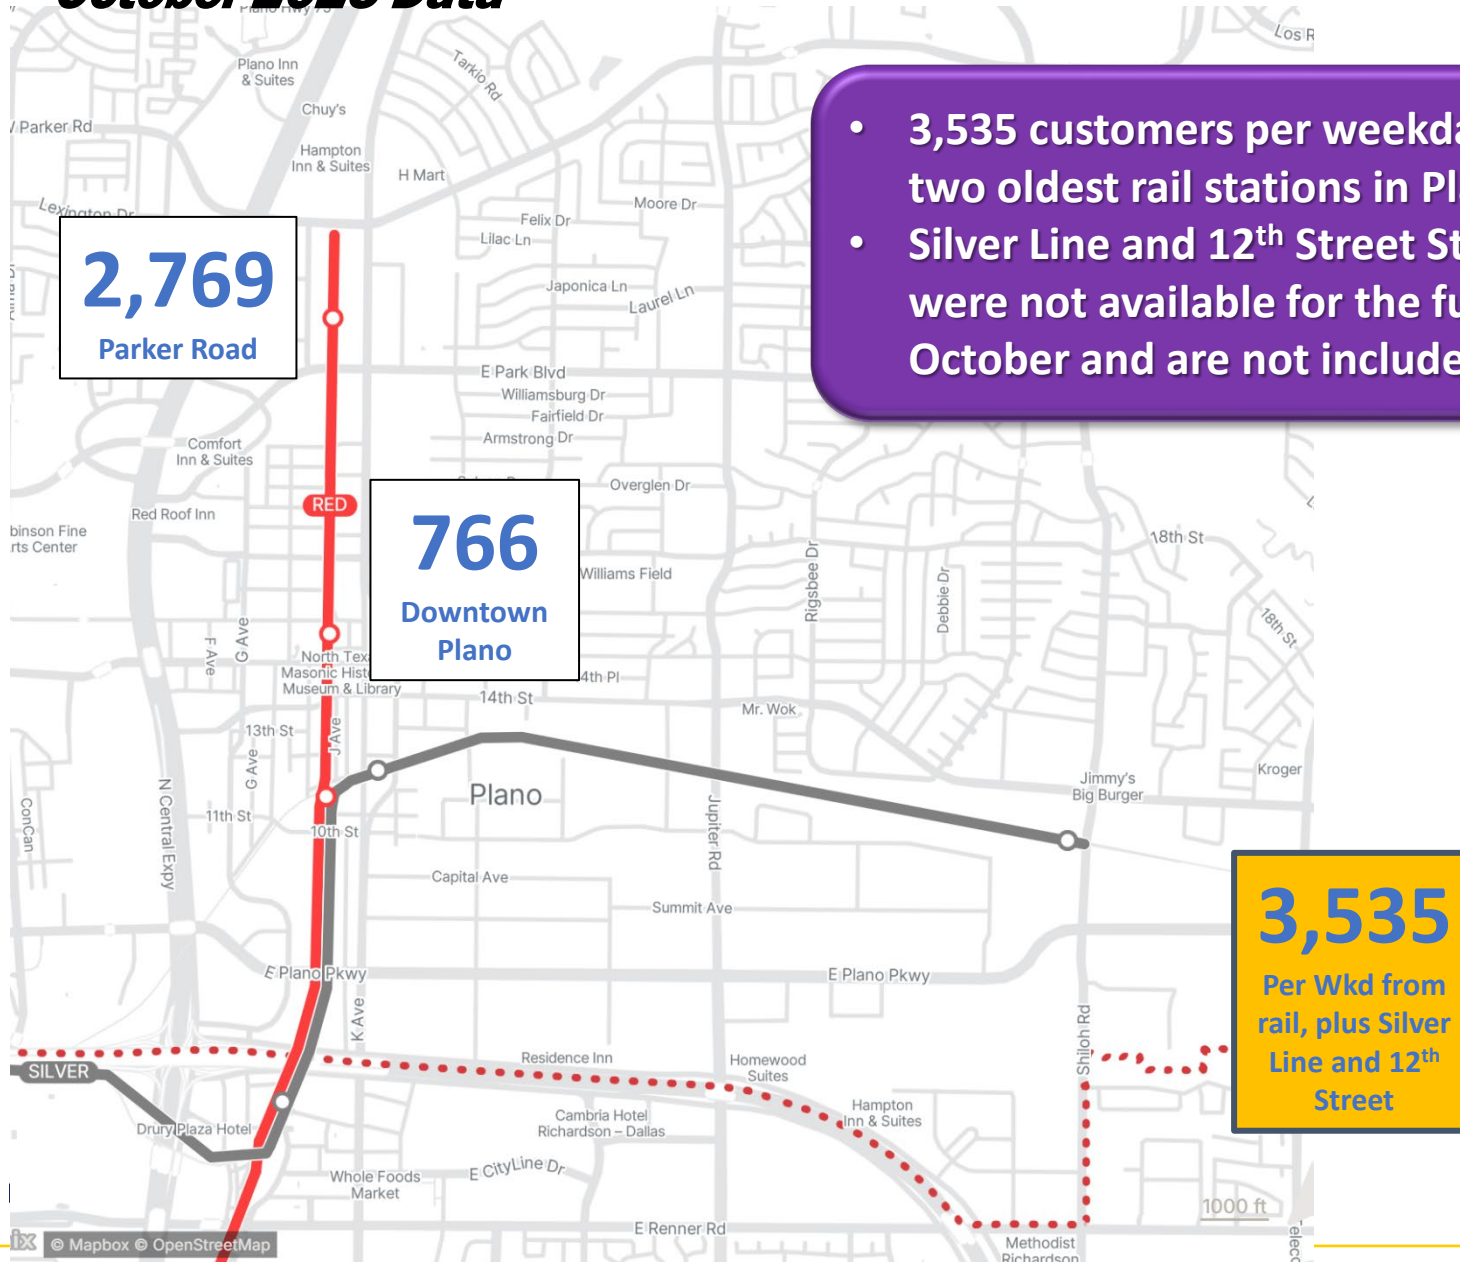 October 2025 Data
Plano Inn
& Suites
Tarkio Rd
Chuy's
Parker Rd
Hampton
Inn & Suites
H Mart
Lexington Dr
Moore Dr
Felix Dr
Lilac Ln
Japonica Ln
Laurel Ln
• 3,535 customers per weekda
two oldest rail stations in Pl
• Silver Line and 12th Street St
were not available for the fu
October and are not include
2,769
Parker Road
E Park Blvd
Williamsburg Dr
Fairfield Dr
Armstrong Dr
Comfort
Inn & Suites
Overglen Dr
RED
Red Roof Inn
binson Fine
rts Center
766
Downtown
Plano
Williams Field
Rigsbee Dr
Debbie Dr
18th St
18th St
F Ave
G Ave
North Tex
Masonic Hist
Museum & Library
4th Pl
14th St
Mr. Wok
13th St
J Ave
G Ave
N Central Expy
ConCan
11th St
10th St
Plano
Jupiter Rd
Jimmy's
Big Burger
Kroger
Capital Ave
Summit Ave
E Plano Pkwy
E Plano Pkwy
3,535
Per Wkd from
rail, plus Silver
Line and 12th
Street
K Ave
Shiloh Rd
SILVER
Residence Inn
Homewood
Suites
Drury Plaza Hotel
Cambria Hotel
Richardson – Dallas
Hampton
Inn & Suites
Whole Foods
Market
E CityLine Dr
1000 ft
E Renner Rd
Methodist
Richardson
eleco
© Mapbox © OpenStreetMap